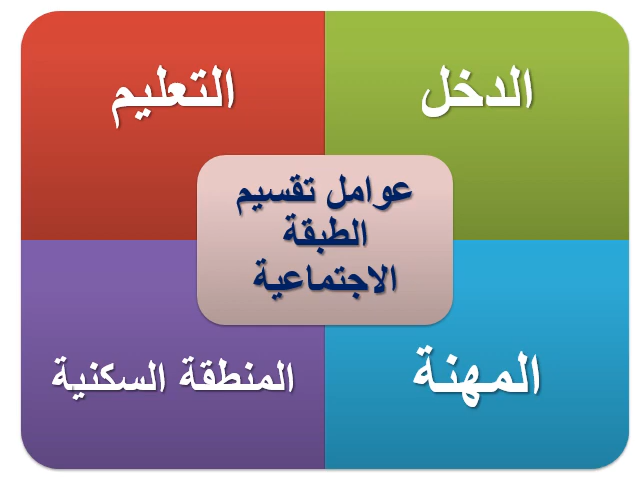 الدخل
التعليم
عوامل تقسيم
الطبقة
الاجتماعية
المهنة
المنطقة السكنية